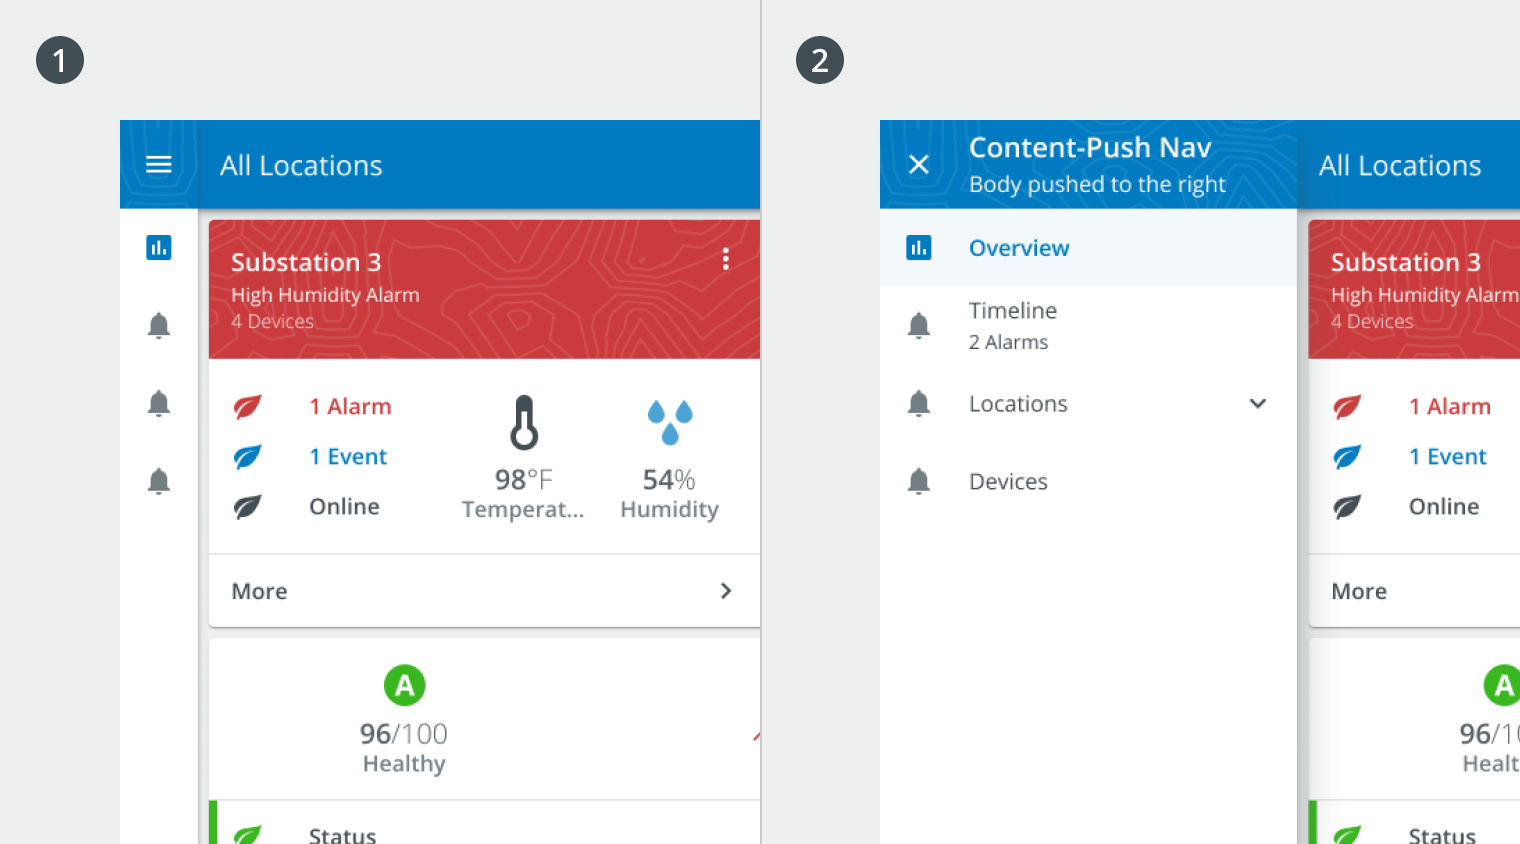 1
All Locations
Substation 3
High Humidity Alarm
4 Devices
1 Alarm
1 Event
Online
98°F
Temperat...
54%
Humidity
More
A
96/100
Healthy
Status
2
Content-Push Nav
Body pushed to the right
Overview
Timeline
2 Alarms
Locations
Devices
All Locations
Substation 3
High Humidity Alarm
4 Devices
1 Alarm
1 Event
Online
More
A
96/10
Healt
Status